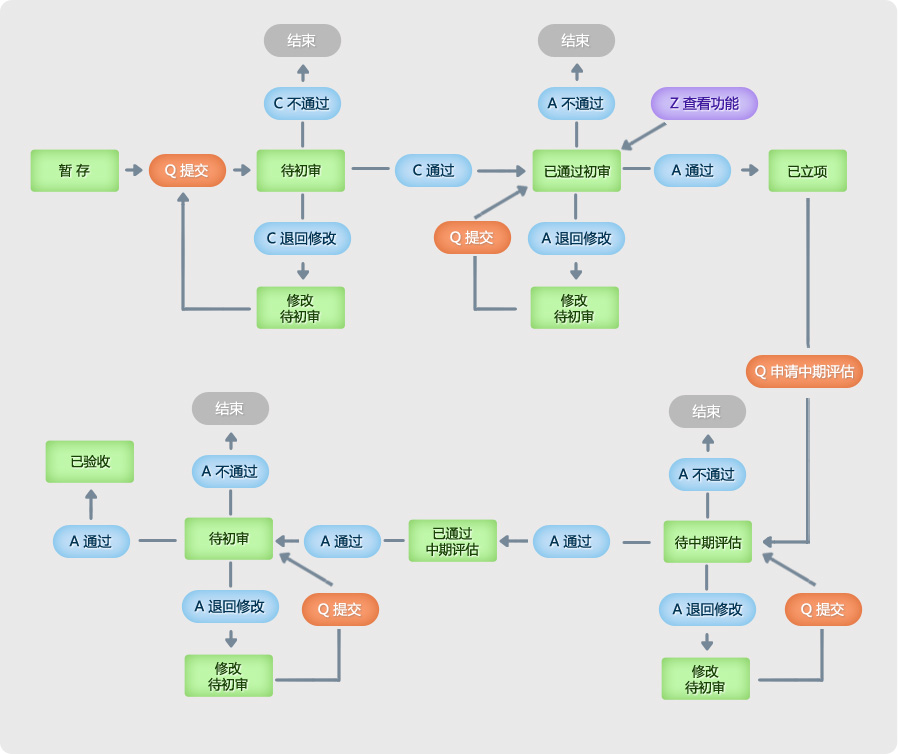 结束
结束
C 不通过
A 不通过
Z 查看功能
暂 存
Q 提交
待初审
C 通过
已通过初审
A 通过
已立项
C 退回修改
Q 提交
A 退回修改
修改
待初审
修改
待初审
Q 申请中期评估
结束
结束
已验收
A 不通过
A 不通过
A 通过
待初审
A 通过
已通过
中期评估
A 通过
待中期评估
A 退回修改
Q 提交
A 退回修改
Q 提交
修改
待初审
修改
待初审